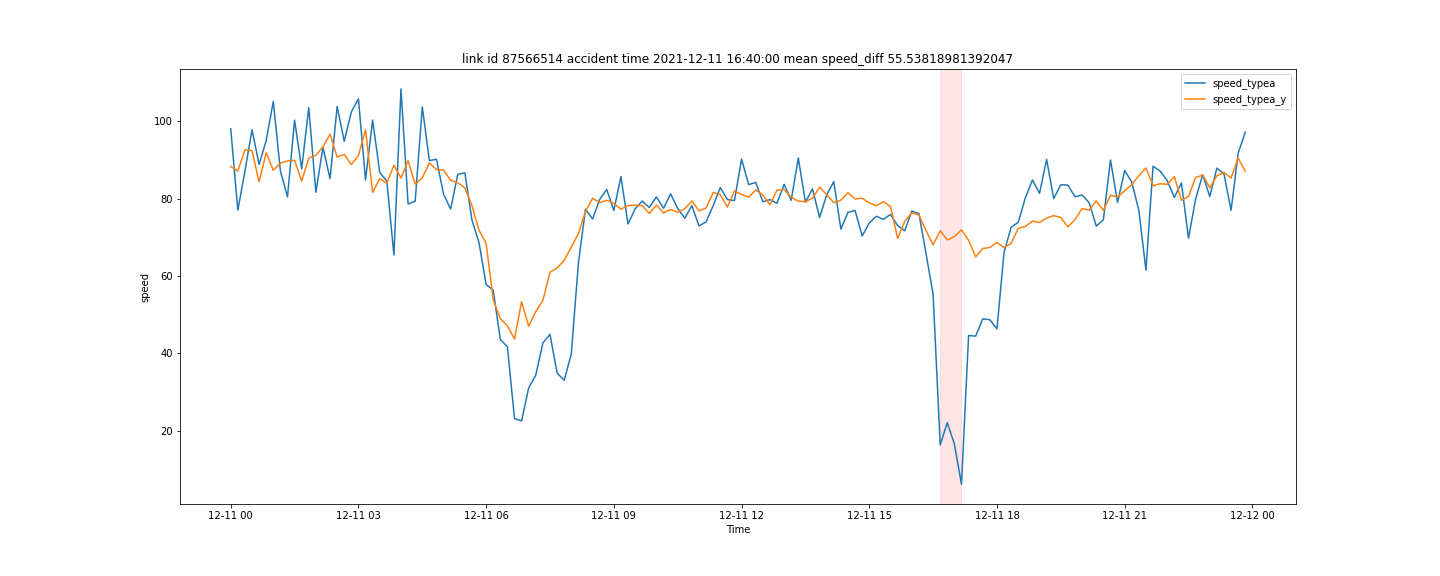 link id 87566514 accident time 2021-12-11 16:40:00 mean speed_diff 55.53818981392047
speed_typea
speed_typea_y
speed
100
80
60
40
20
12-11 00
12-11 03
12-11 06
12-11 09
12-11 12
12-11 15
12-11 18
12-11 21
12-12 00
Time